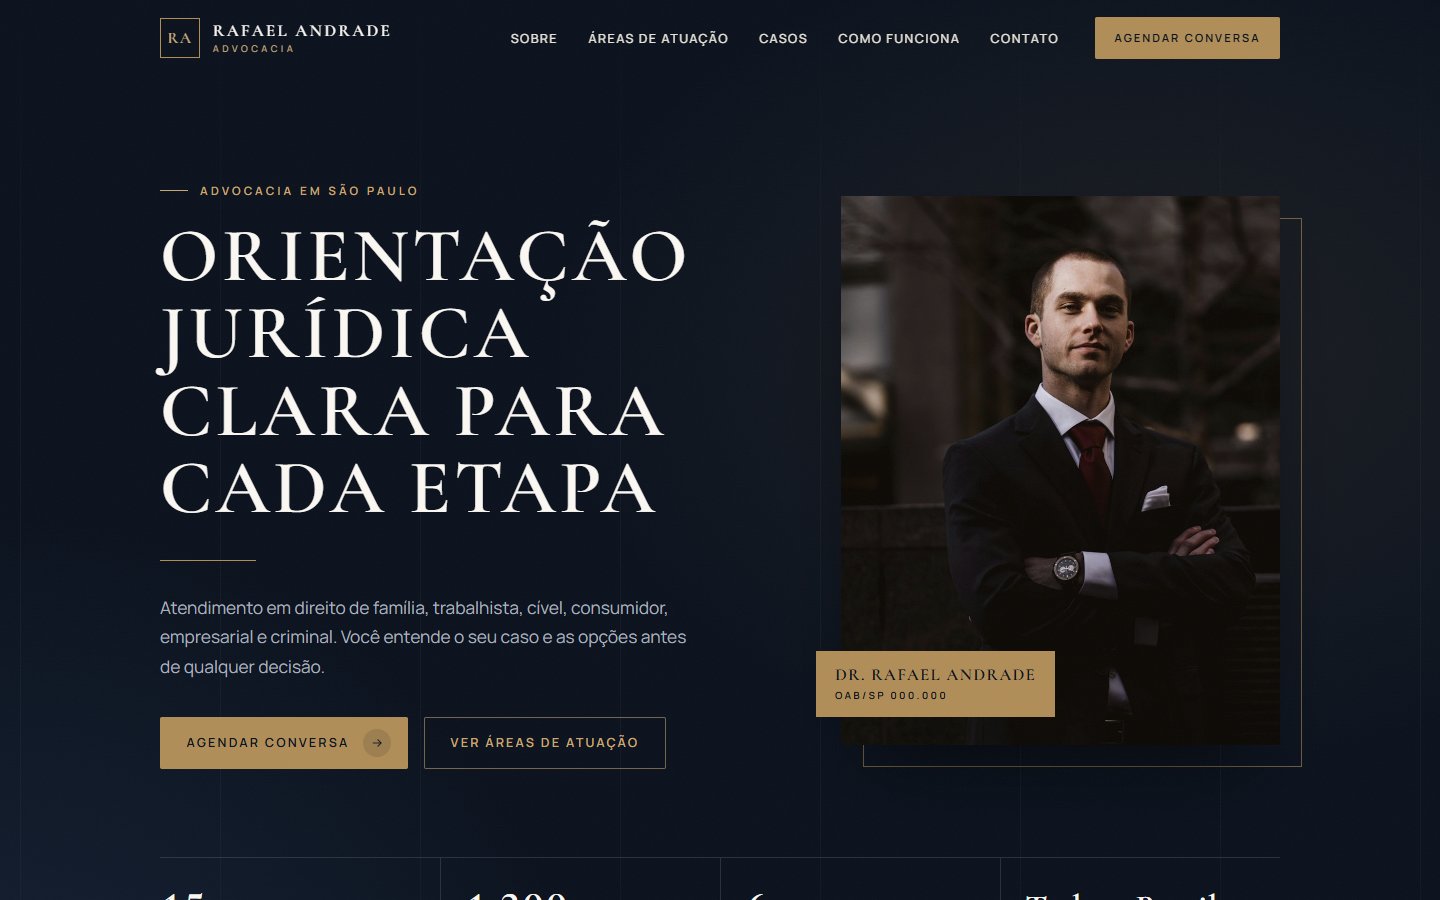 RA
RAFAEL ANDRADE
ADVOCACIA
SOBRE
ÁREAS DE ATUAÇÃO
CASOS
COMO FUNCIONA
CONTATO
AGENDAR CONVERSA
ADVOCACIA EM SÃO PAULO
ORIENTAÇÃO
JURÍDICA
CLARA PARA
CADA ETAPA
Atendimento em direito de família, trabalhista, cível, consumidor,
empresarial e criminal. Você entende o seu caso e as opções antes
de qualquer decisão.
AGENDAR CONVERSA
VER ÁREAS DE ATUAÇÃO
DR. RAFAEL ANDRADE
OAB/SP 000.000